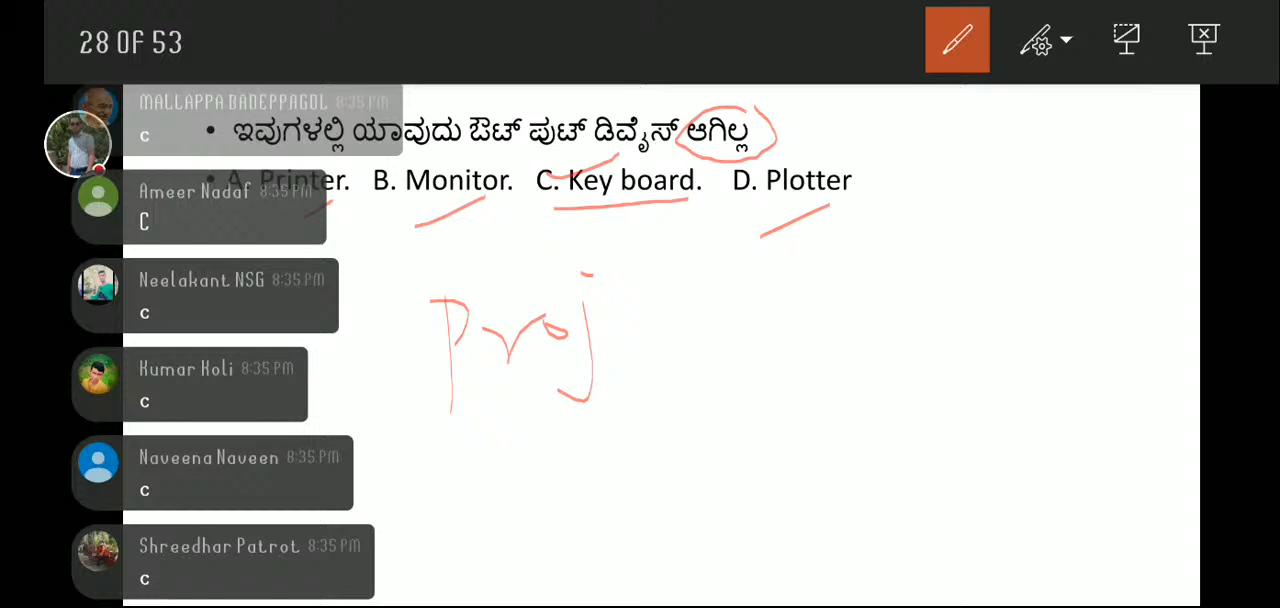 28 OF 53
MALLAPPA BADEPPAGOL 8:35 PM
c
• ಇವುಗಳಲ್ಲಿ ಯಾವುದು ಔಟ್ ಪುಟ್ ಡಿವೈಸ್ ಆಗಿಲ್ಲ
• A. Printer. B. Monitor. C. Key board. D. Plotter
Ameer Nadaf 8:35 PM
C
Neelakant NSG 8:35 PM
c
Kumar Koli 8:35 PM
c
Naveena Naveen 8:35 PM
c
Shreedhar Patrot 8:35 PM
c
Proj